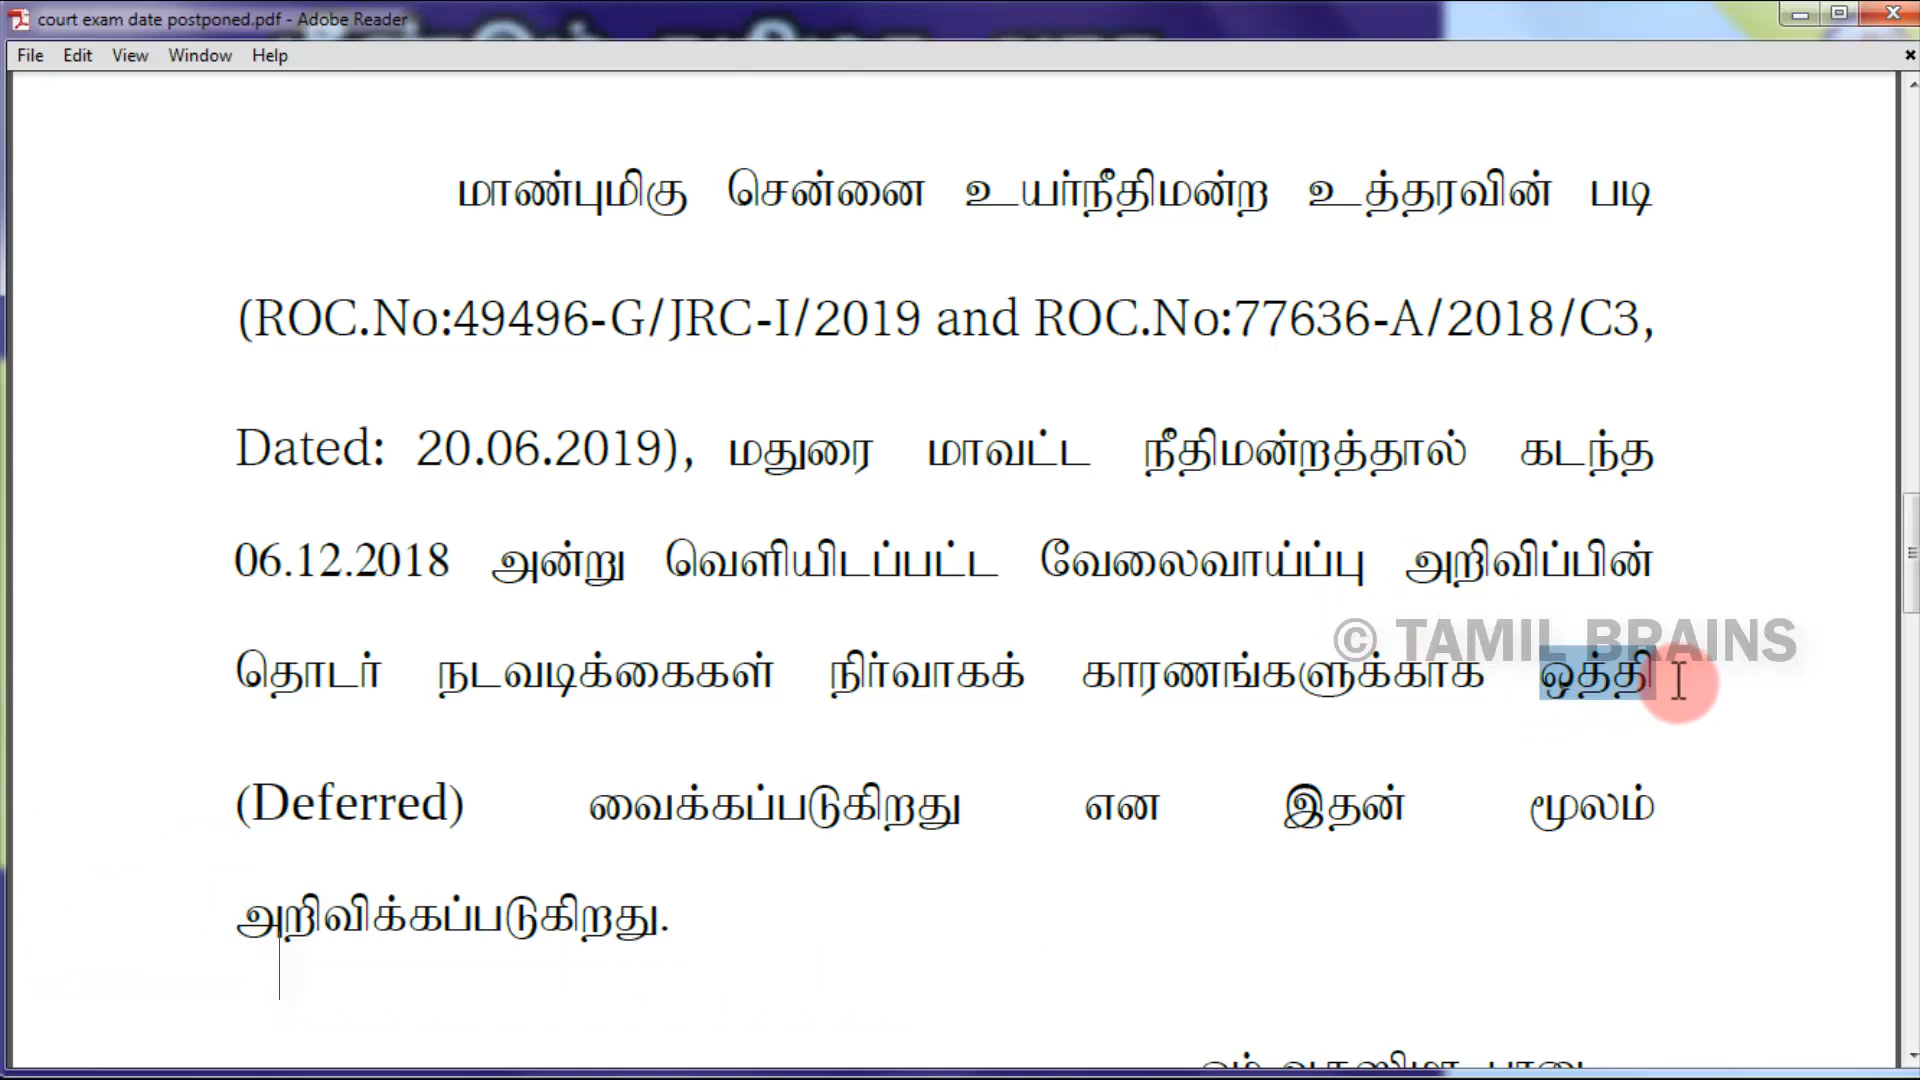 court exam date postponed.pdf - Adobe Reader
File Edit View Window Help
மாண்புமிகு சென்னை உயர்நீதிமன்ற உத்தரவின் படி
(ROC.No:49496-G/JRC-I/2019 and ROC.No:77636-A/2018/C3,
Dated: 20.06.2019), மதுரை மாவட்ட நீதிமன்றத்தால் கடந்த
06.12.2018 அன்று வெளியிடப்பட்ட வேலைவாய்ப்பு அறிவிப்பின்
© TAMIL BRAINS
தொடர் நடவடிக்கைகள் நிர்வாகக் காரணங்களுக்காக ஒத்தி
(Deferred) வைக்கப்படுகிறது என இதன் மூலம்
அறிவிக்கப்படுகிறது.